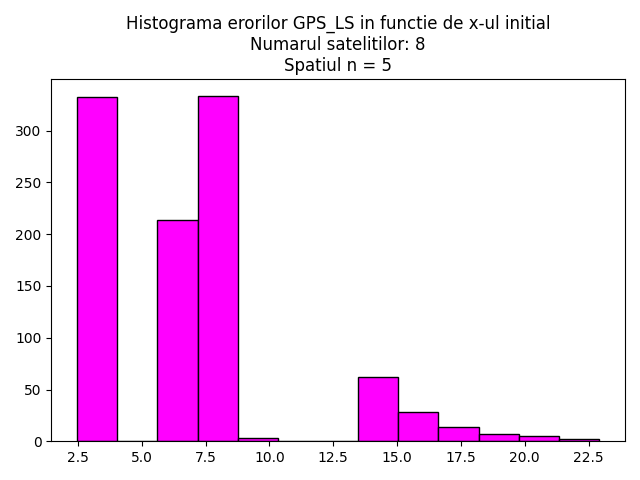 Histograma erorilor GPS_LS in functie de x-ul initial
Numarul satelitilor: 8
Spatiul n = 5
300
250
200
150
100
50
0
2.5 5.0 7.5 10.0 12.5 15.0 17.5 20.0 22.5